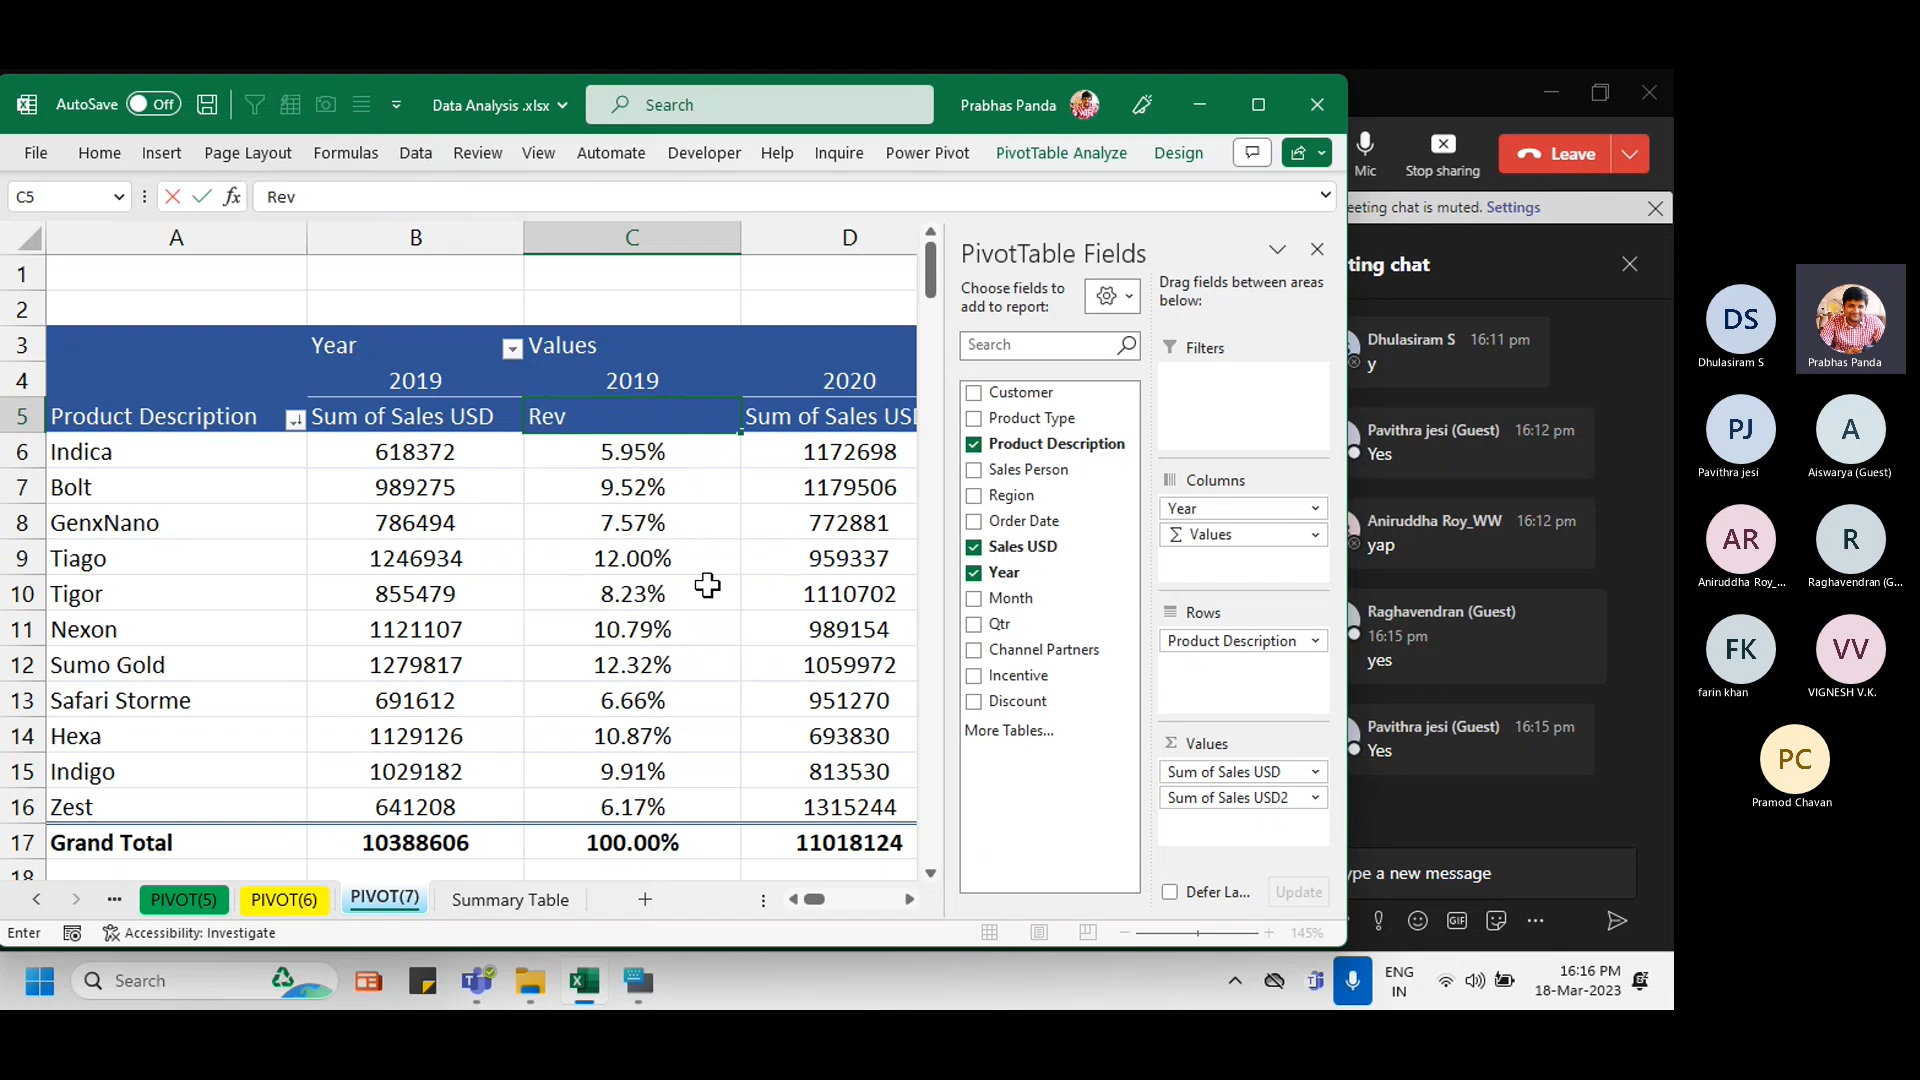 AutoSave Off Data Analysis .xlsx Search Prabhas Panda
File Home Insert Page Layout Formulas Data Review View Automate Developer Help Inquire Power Pivot PivotTable Analyze Design
C5 fx Rev
A B C D
1
2
3 Year Values
4 2019 2019 2020
5 Product Description Sum of Sales USD Rev Sum of Sales USD
6 Indica 618372 5.95% 1172698
7 Bolt 989275 9.52% 1179506
8 GenxNano 786494 7.57% 772881
9 Tiago 1246934 12.00% 959337
10 Tigor 855479 8.23% 1110702
11 Nexon 1121107 10.79% 989154
12 Sumo Gold 1279817 12.32% 1059972
13 Safari Storme 691612 6.66% 951270
14 Hexa 1129126 10.87% 693830
15 Indigo 1029182 9.91% 813530
16 Zest 641208 6.17% 1315244
17 Grand Total 10388606 100.00% 11018124
18
PIVOT(5) PIVOT(6) PIVOT(7) Summary Table
Enter Accessibility: Investigate 145%
PivotTable Fields
Choose fields to
add to report:
Search
Customer
Product Type
Product Description
Sales Person
Region
Order Date
Sales USD
Year
Month
Qtr
Channel Partners
Incentive
Discount
More Tables...
Drag fields between areas
below:
Filters
Columns
Year
Σ Values
Rows
Product Description
Σ Values
Sum of Sales USD
Sum of Sales USD2
Defer La... Update
Mic Stop sharing Leave
eeting chat is muted. Settings
ting chat
Dhulasiram S 16:11 pm
y
Pavithra jesi (Guest) 16:12 pm
Yes
Aniruddha Roy_WW 16:12 pm
yap
Raghavendran (Guest)
16:15 pm
yes
Pavithra jesi (Guest) 16:15 pm
Yes
ype a new message
GIF
DS
Dhulasiram S
Prabhas Panda
PJ
Pavithra jesi
A
Aiswarya (Guest)
AR
Aniruddha Roy_...
R
Raghavendran (G...
FK
farin khan
VV
VIGNESH V.K.
PC
Pramod Chavan
Search
ENG
IN
16:16 PM
18-Mar-2023